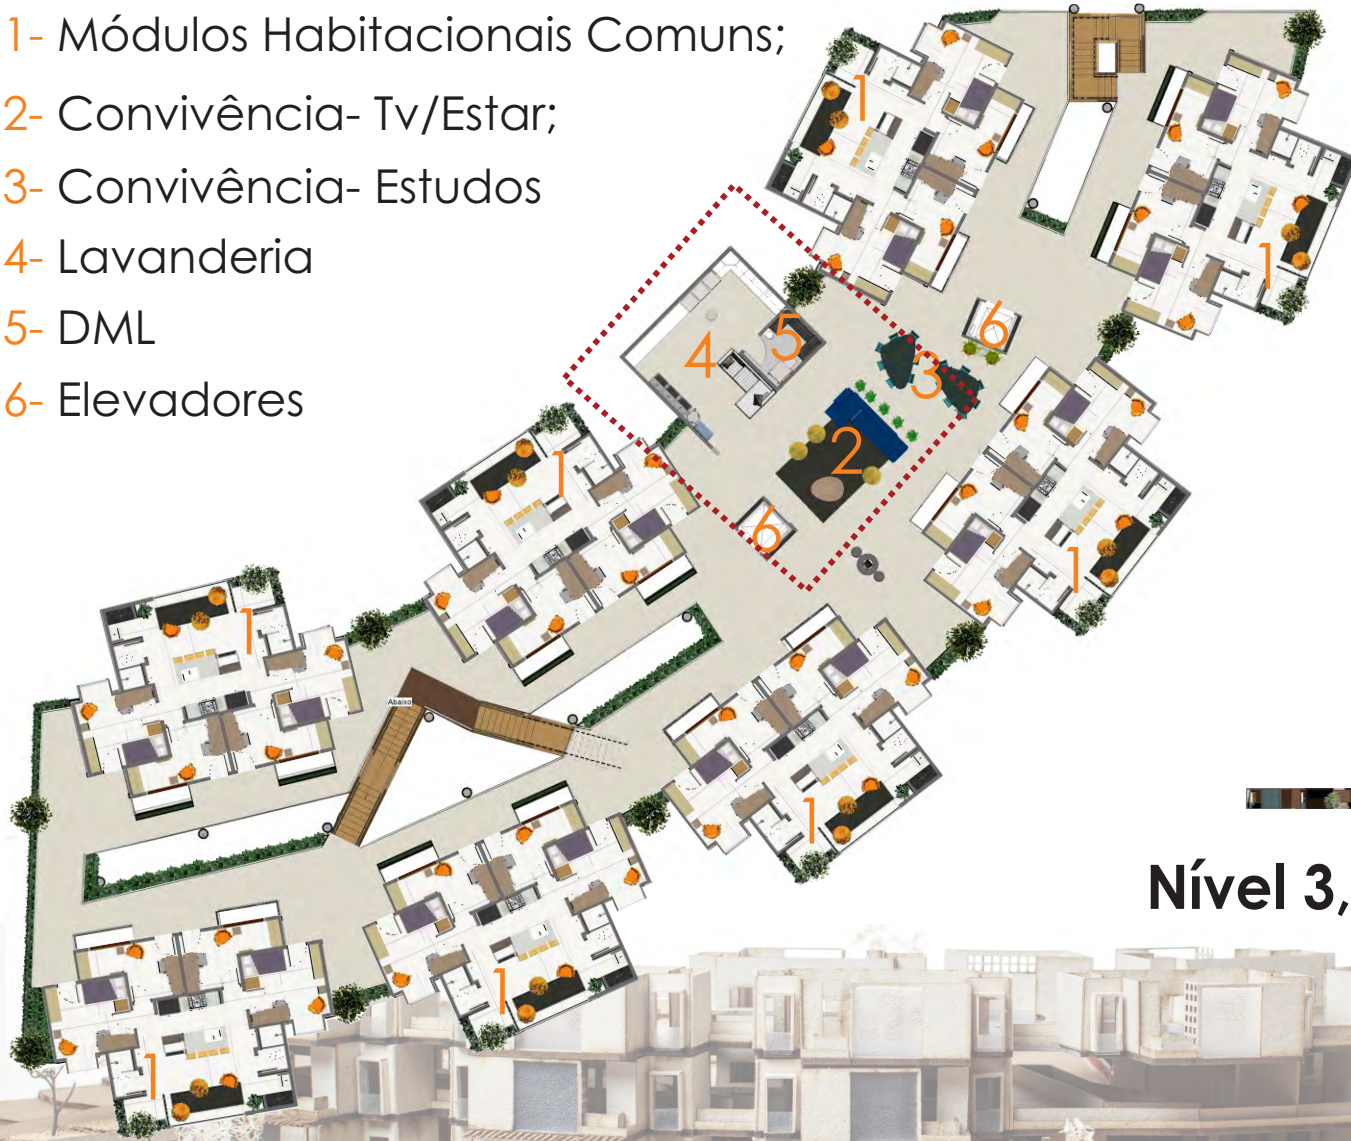 1- Módulos Habitacionais Comuns;
2- Convivência- Tv/Estar;
3- Convivência- Estudos
4- Lavanderia
5- DML
6- Elevadores
1
1
6
5
4
3
2
1
6
1
1
1
Abaixo
1
Nível 3,
1
1